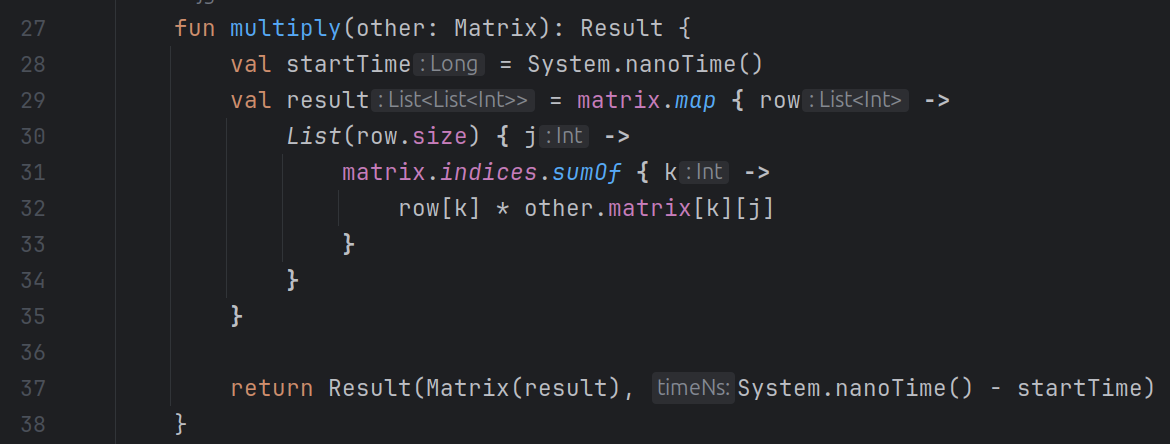 27 fun multiply(other: Matrix): Result {
28 val startTime : Long = System.nanoTime()
29 val result : List<List<Int>> = matrix.map { row : List<Int> ->
30 List(row.size) { j : Int ->
31 matrix.indices.sumOf { k : Int ->
32 row[k] * other.matrix[k][j]
33 }
34 }
35 }
36
37 return Result(Matrix(result), timeNs: System.nanoTime() - startTime)
38 }